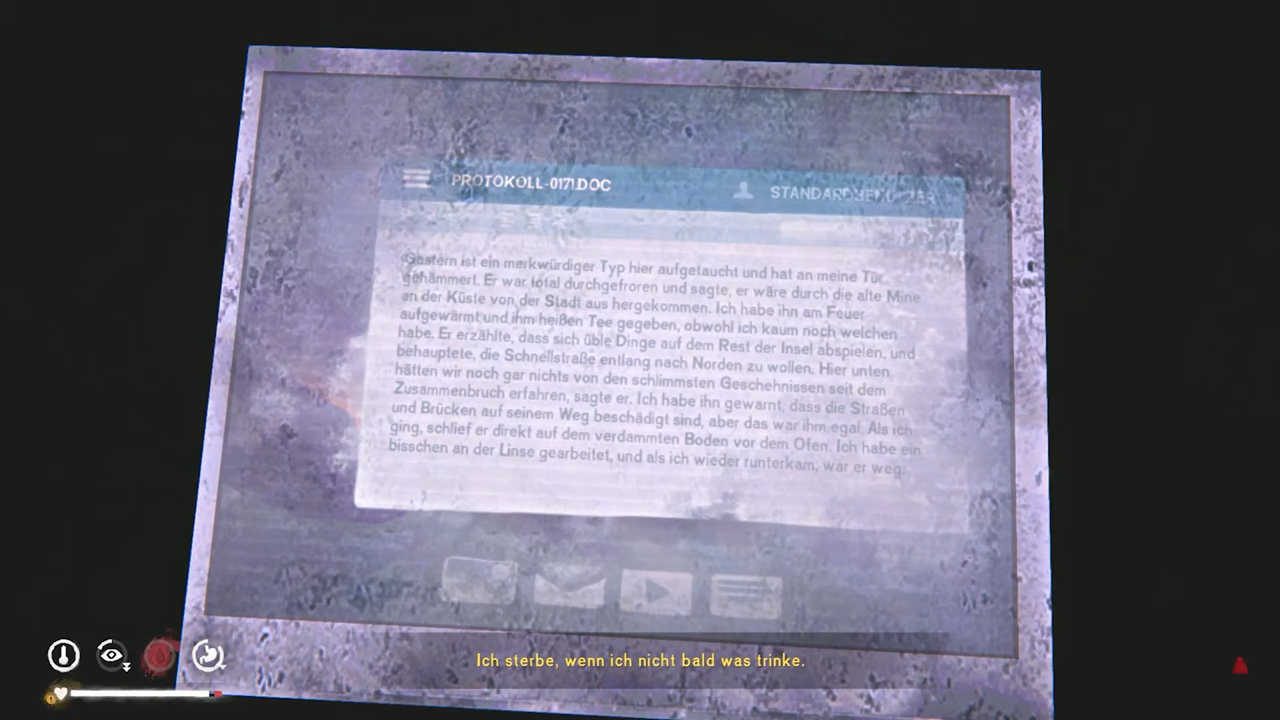 PROTOKOLL-0171.DOC
STANDARDBENUTZER
Gestern ist ein merkwürdiger Typ hier aufgetaucht und hat an meine Tür
gehämmert. Er war total durchgefroren und sagte, er wäre durch die alte Mine
an der Küste von der Stadt aus hergekommen. Ich habe ihn am Feuer
aufgewärmt und ihm heißen Tee gegeben, obwohl ich kaum noch welchen
habe. Er erzählte, dass sich üble Dinge auf dem Rest der Insel abspielen, und
behauptete, die Schnellstraße entlang nach Norden zu wollen. Hier unten
hätten wir noch gar nichts von den schlimmsten Geschehnissen seit dem
Zusammenbruch erfahren, sagte er. Ich habe ihn gewarnt, dass die Straßen
und Brücken auf seinem Weg beschädigt sind, aber das war ihm egal. Als ich
ging, schlief er direkt auf dem verdammten Boden vor dem Ofen. Ich habe ein
bisschen an der Linse gearbeitet, und als ich wieder runterkam, war er weg.
Ich sterbe, wenn ich nicht bald was trinke.